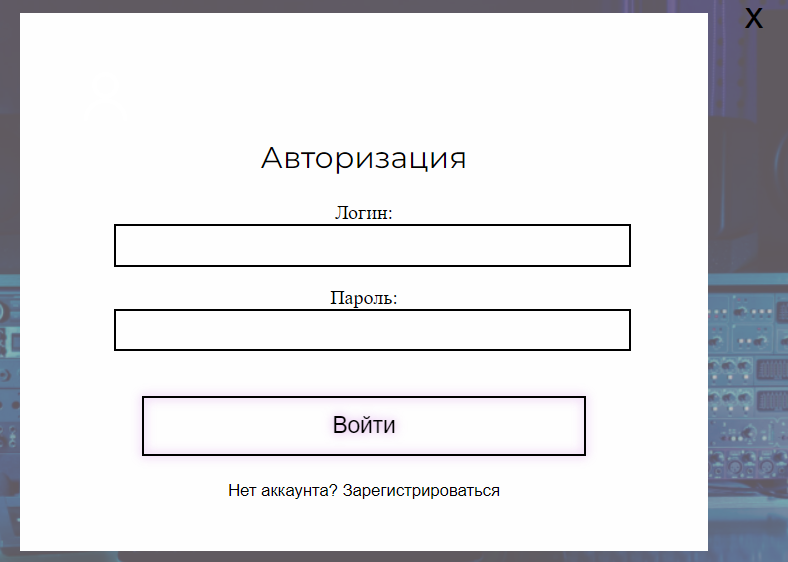 X
Авторизация
Логин:
Пароль:
Войти
Нет аккаунта? Зарегистрироваться